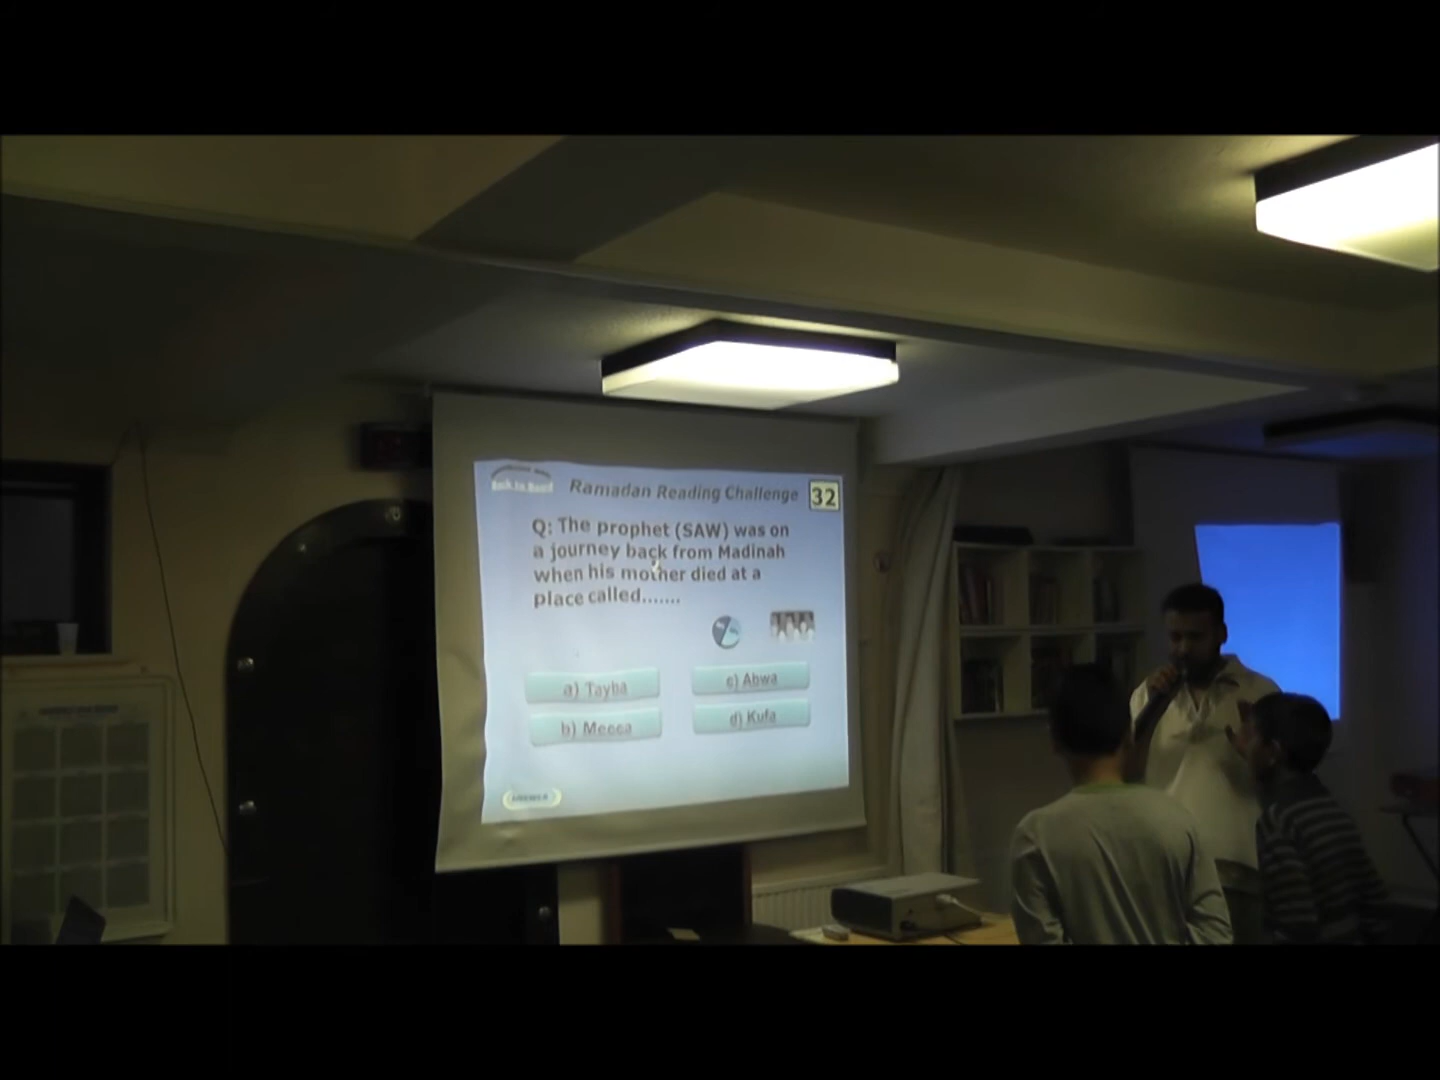 Back to Board
Ramadan Reading Challenge
32
Q: The prophet (SAW) was on
a journey back from Madinah
when his mother died at a
place called.......
a) Tayba
c) Abwa
b) Mecca
d) Kufa